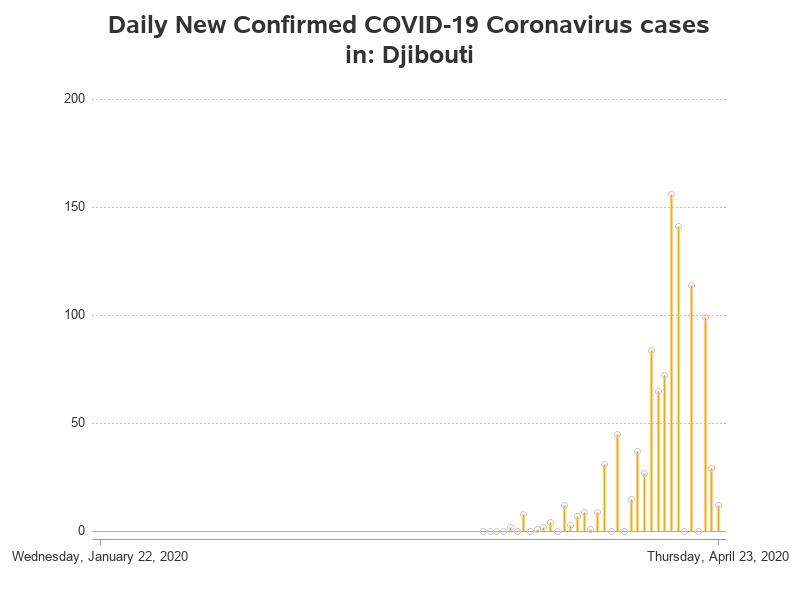 Daily New Confirmed COVID-19 Coronavirus cases
in: Djibouti
200
150
100
50
0
Wednesday, January 22, 2020
Thursday, April 23, 2020